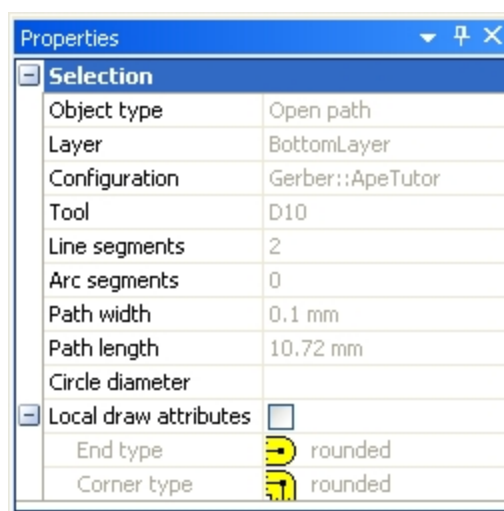 Properties
Selection
Object type Open path
Layer BottomLayer
Configuration Gerber::ApeTutor
Tool D10
Line segments 2
Arc segments 0
Path width 0.1 mm
Path length 10.72 mm
Circle diameter
Local draw attributes
End type rounded
Corner type rounded